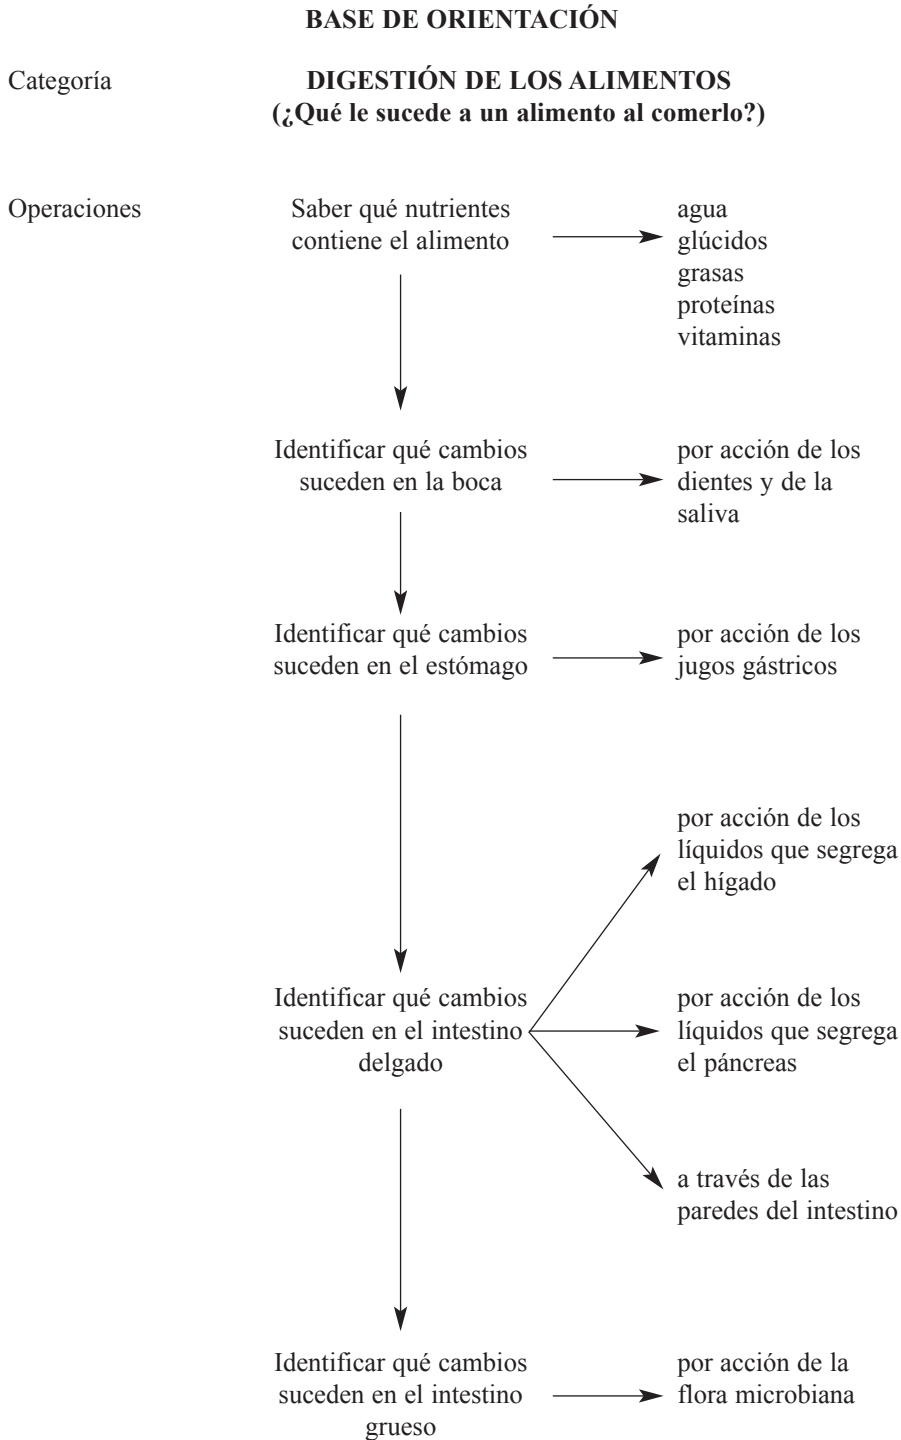 BASE DE ORIENTACIÓN
Categoría
DIGESTIÓN DE LOS ALIMENTOS
(¿Qué le sucede a un alimento al comerlo?)
Operaciones
Saber qué nutrientes
contiene el alimento
agua
glúcidos
grasas
proteínas
vitaminas
Identificar qué cambios
suceden en la boca
por acción de los
dientes y de la
saliva
Identificar qué cambios
suceden en el estómago
por acción de los
jugos gástricos
Identificar qué cambios
suceden en el intestino
delgado
por acción de los
líquidos que segrega
el hígado
por acción de los
líquidos que segrega
el páncreas
a través de las
paredes del intestino
Identificar qué cambios
suceden en el intestino
grueso
por acción de la
flora microbiana